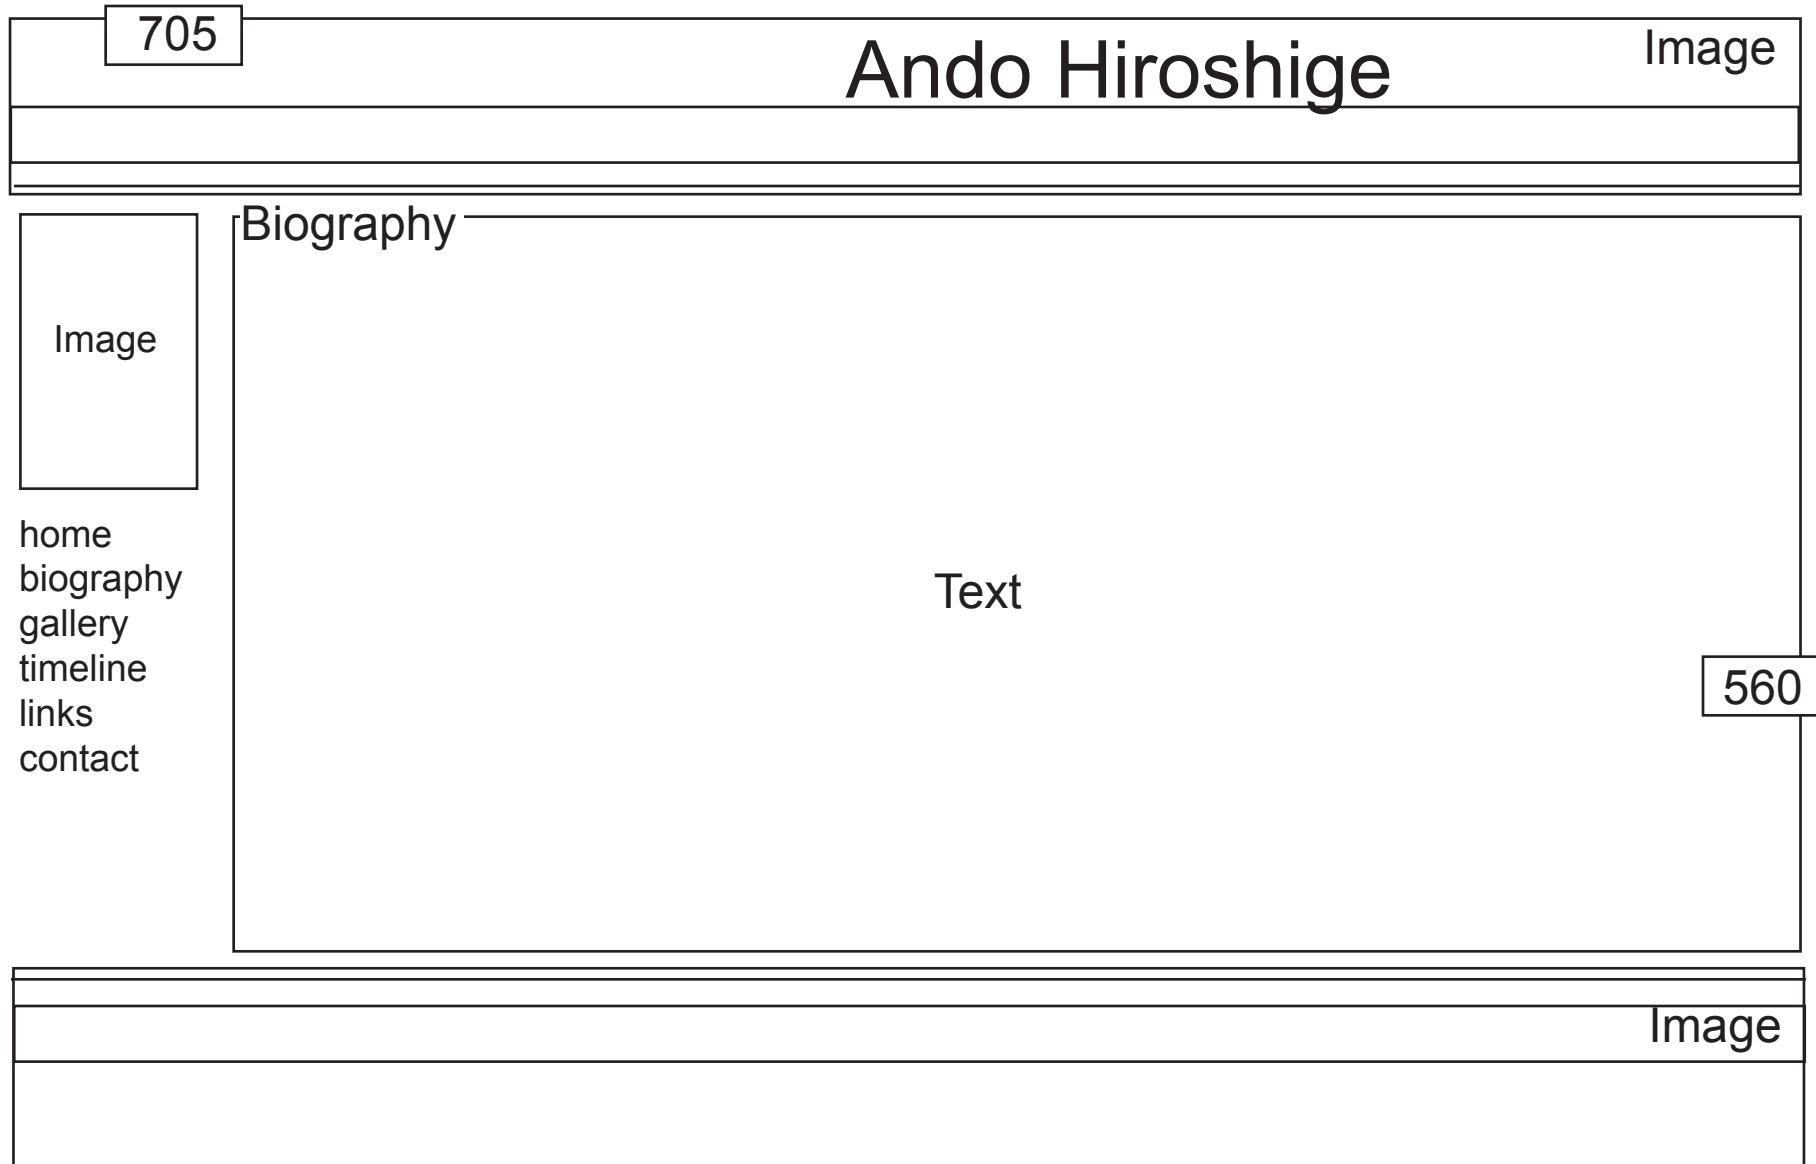 705
Ando Hiroshige
Image
Biography
Image
home
biography
gallery
timeline
links
contact
Text
560
Image